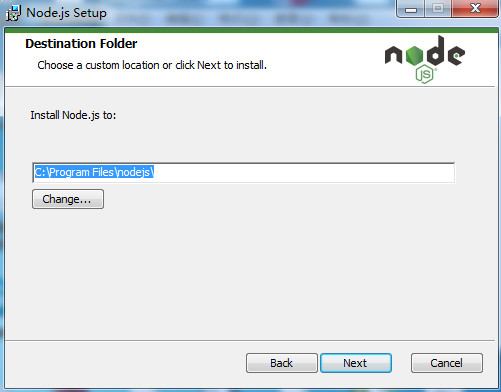 Node.js Setup
Destination Folder
Choose a custom location or click Next to install.
node
JS
Install Node.js to:
C:\Program Files\nodejs\
Change...
Back
Next
Cancel